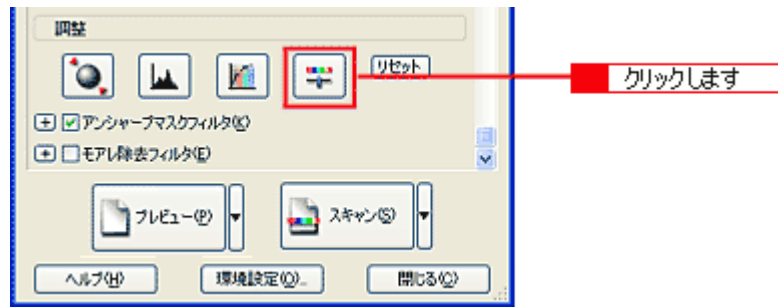 調整
リセット
クリックします
アンシャープマスクフィルタ(K)
モアレ除去フィルタ(E)
プレビュー(P)
スキャン(S)
ヘルプ(H)
環境設定(O)...
閉じる(C)